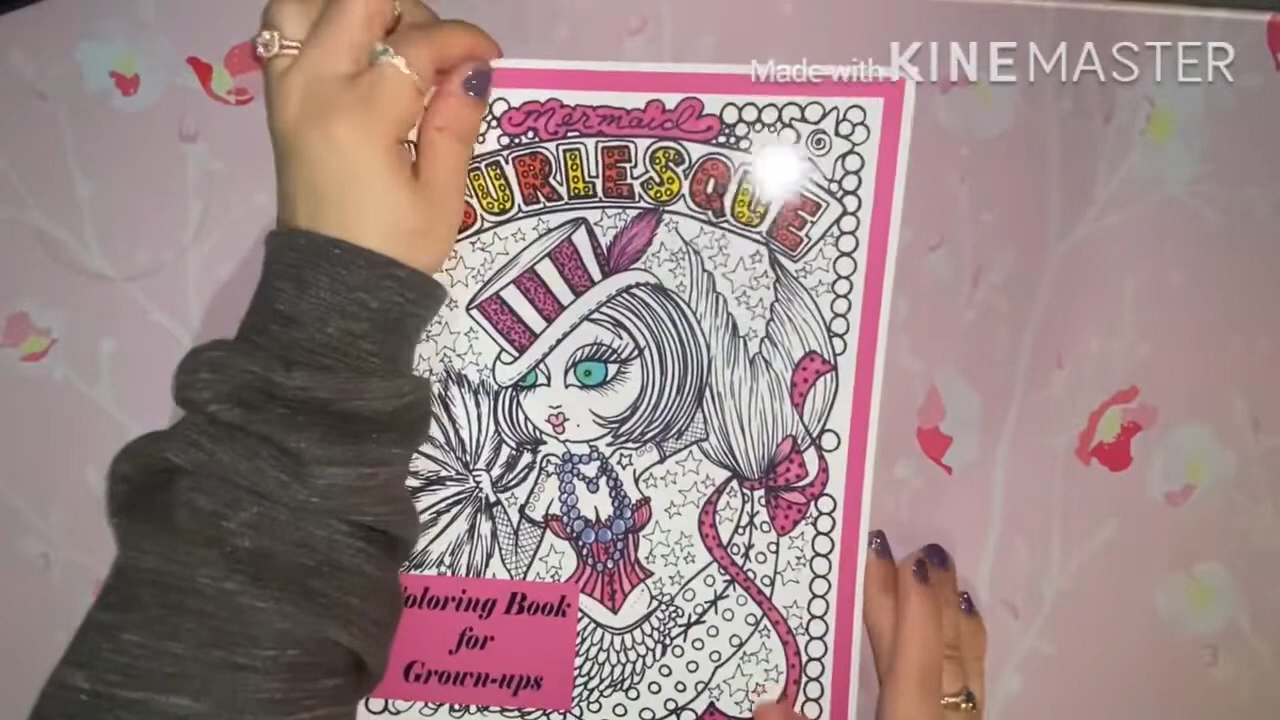 Made with KINEMASTER
Mermaid
BURLESQUE
Coloring Book
for
Grown-ups